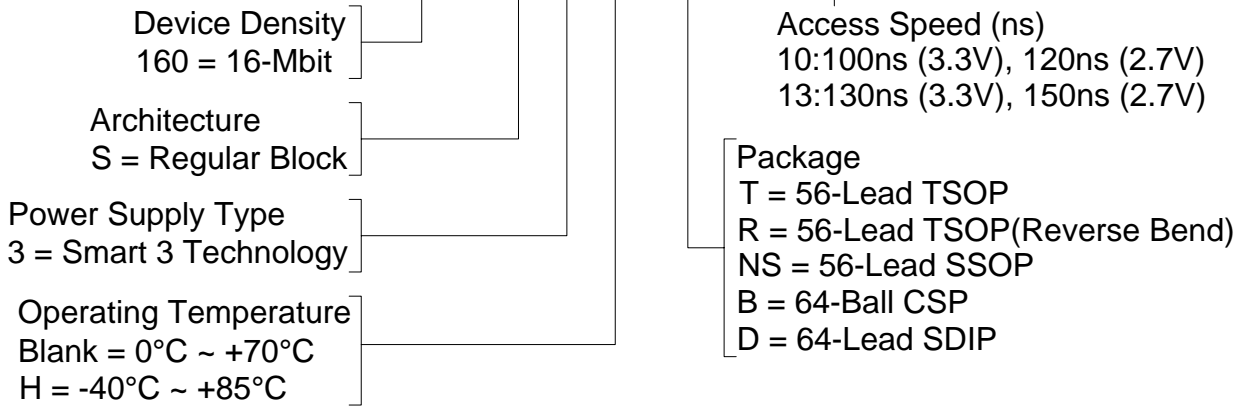 Device Density
160 = 16-Mbit
Architecture
S = Regular Block
Power Supply Type
3 = Smart 3 Technology
Operating Temperature
Blank = 0°C ~ +70°C
H = -40°C ~ +85°C
Access Speed (ns)
10:100ns (3.3V), 120ns (2.7V)
13:130ns (3.3V), 150ns (2.7V)
Package
T = 56-Lead TSOP
R = 56-Lead TSOP(Reverse Bend)
NS = 56-Lead SSOP
B = 64-Ball CSP
D = 64-Lead SDIP